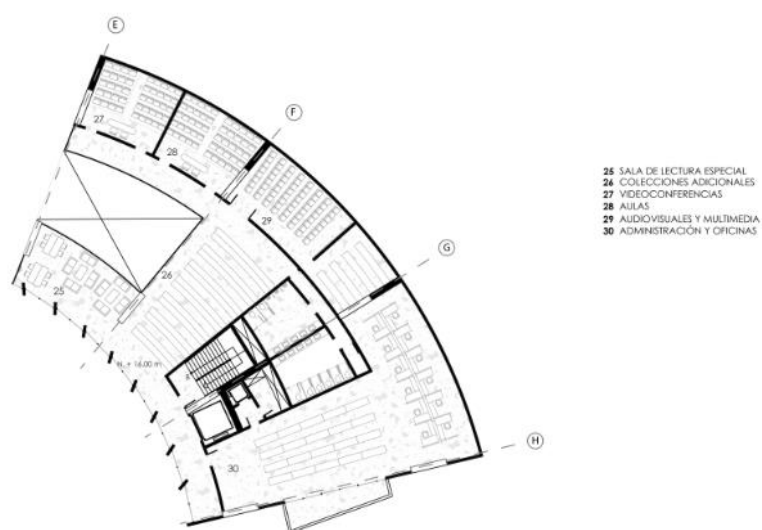 E
F
27
28
25 SALA DE LECTURA ESPECIAL
26 COLECCIONES ADICIONALES
27 VIDEOCONFERENCIAS
28 AULAS
29 AUDIOVISUALES Y MULTIMEDIA
30 ADMINISTRACIÓN Y OFICINAS
29
G
26
25
N. + 16.00 m
H
30